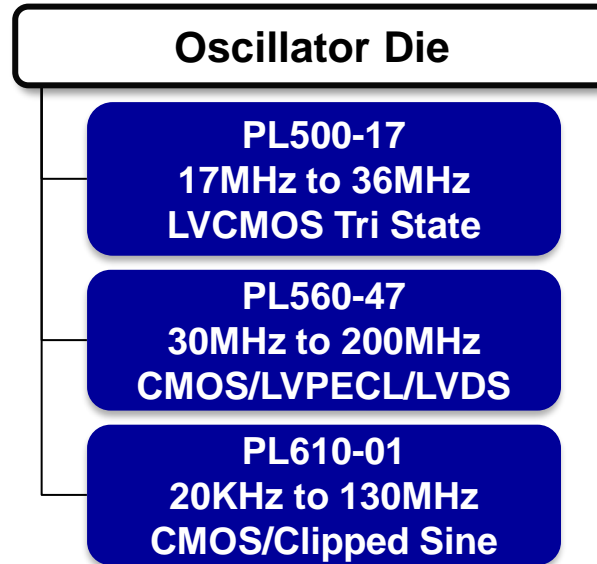 Oscillator Die
PL500-17
17MHz to 36MHz
LVCMOS Tri State
PL560-47
30MHz to 200MHz
CMOS/LVPECL/LVDS
PL610-01
20KHz to 130MHz
CMOS/Clipped Sine